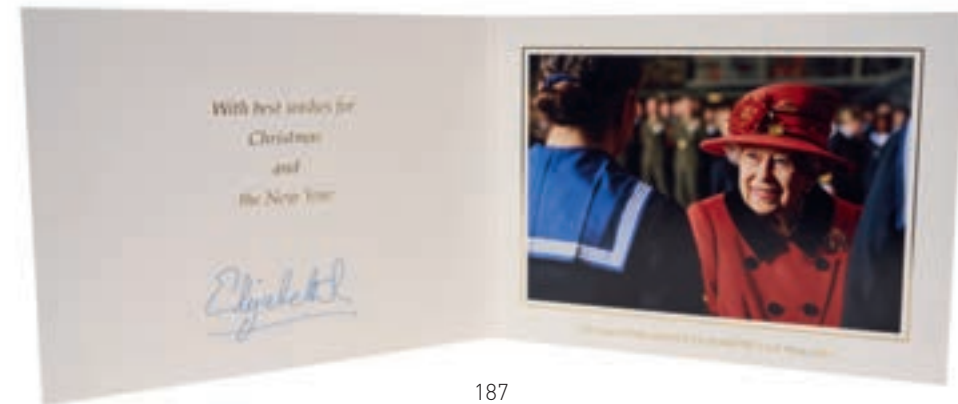 With best wishes for
Christmas
and
the New Year
Elizabeth R
187